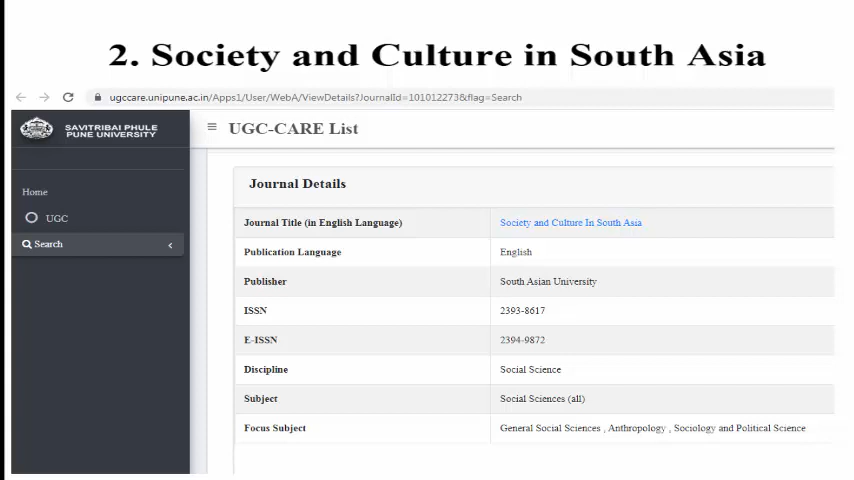 2. Society and Culture in South Asia
ugccare.unipune.ac.in/Apps1/User/WebA/ViewDetails?JournalId=101012273&flag=Search
SAVITRIBAI PHULE
PUNE UNIVERSITY
UGC-CARE List
Home
UGC
Search
Journal Details
Journal Title (in English Language) Society and Culture In South Asia
Publication Language English
Publisher South Asian University
ISSN 2393-8617
E-ISSN 2394-9872
Discipline Social Science
Subject Social Sciences (all)
Focus Subject General Social Sciences , Anthropology , Sociology and Political Science